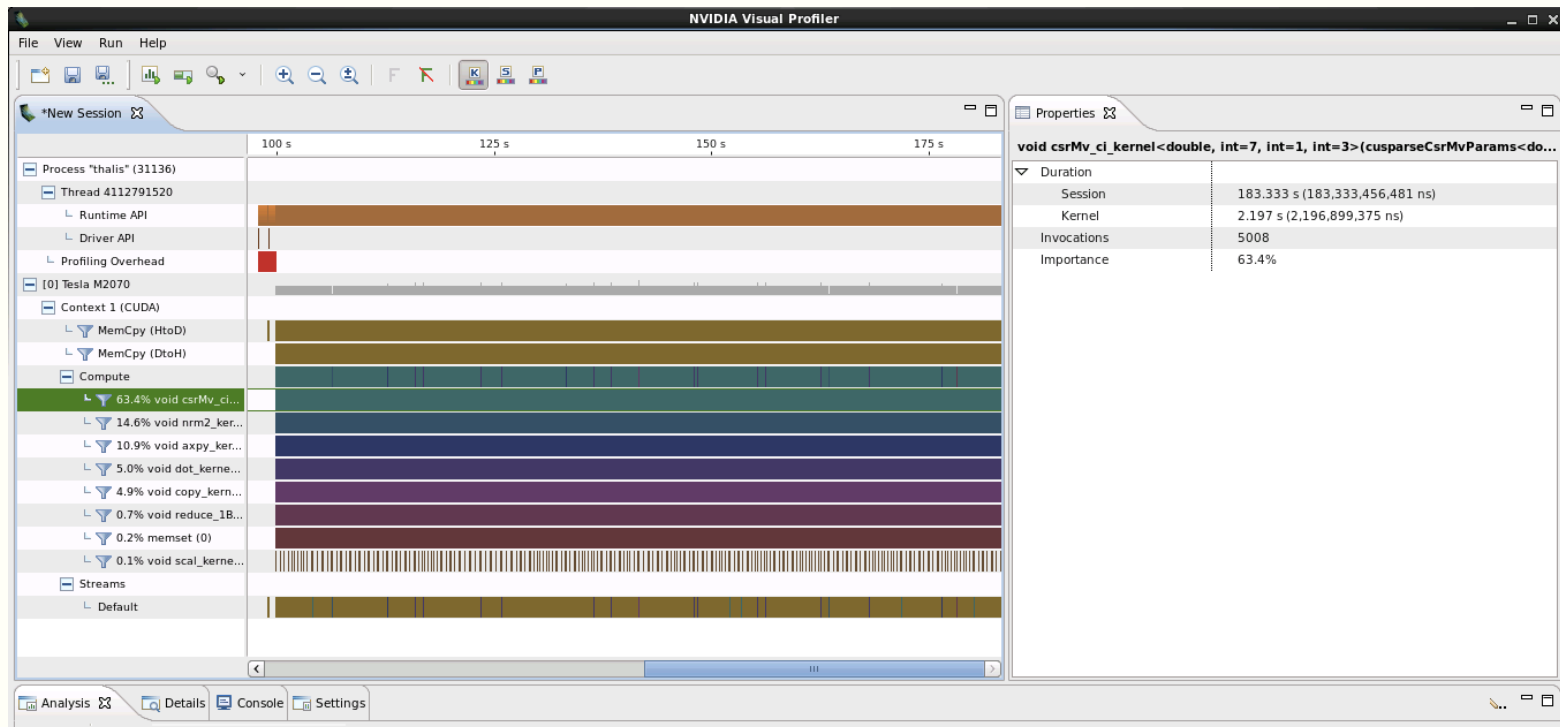 NVIDIA Visual Profiler
File View Run Help
F K S P
*New Session
100 s 125 s 150 s 175 s
Process "thalis" (31136)
Thread 4112791520
Runtime API
Driver API
Profiling Overhead
[0] Tesla M2070
Context 1 (CUDA)
MemCpy (HtoD)
MemCpy (DtoH)
Compute
63.4% void csrMv_ci...
14.6% void nrm2_ker...
10.9% void axpy_ker...
5.0% void dot_kerne...
4.9% void copy_kern...
0.7% void reduce_1B...
0.2% memset (0)
0.1% void scal_kerne...
Streams
Default
Properties
void csrMv_ci_kernel<double, int=7, int=1, int=3>(cusparseCsrMvParams<do...
Duration
Session 183.333 s (183,333,456,481 ns)
Kernel 2.197 s (2,196,899,375 ns)
Invocations 5008
Importance 63.4%
Analysis Details Console Settings